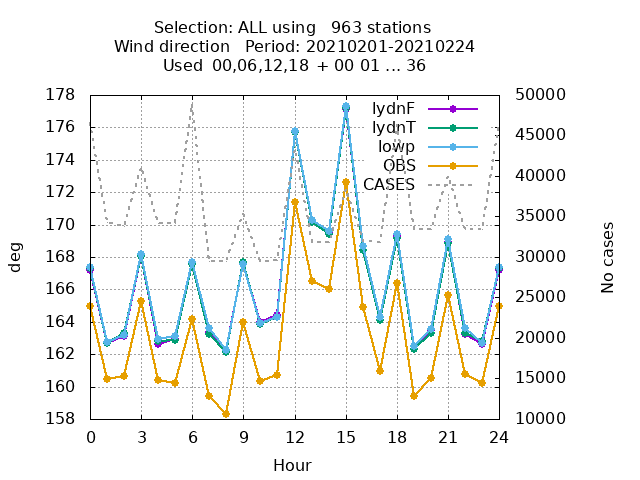 Selection: ALL using 963 stations
Wind direction Period: 20210201-20210224
Used 00,06,12,18 + 00 01 ... 36
178
176
174
172
170
168
166
164
162
160
158
deg
50000
45000
40000
35000
30000
25000
20000
15000
10000
No cases
lydnF
lydnT
lowp
OBS
CASES
0 3 6 9 12 15 18 21 24
Hour